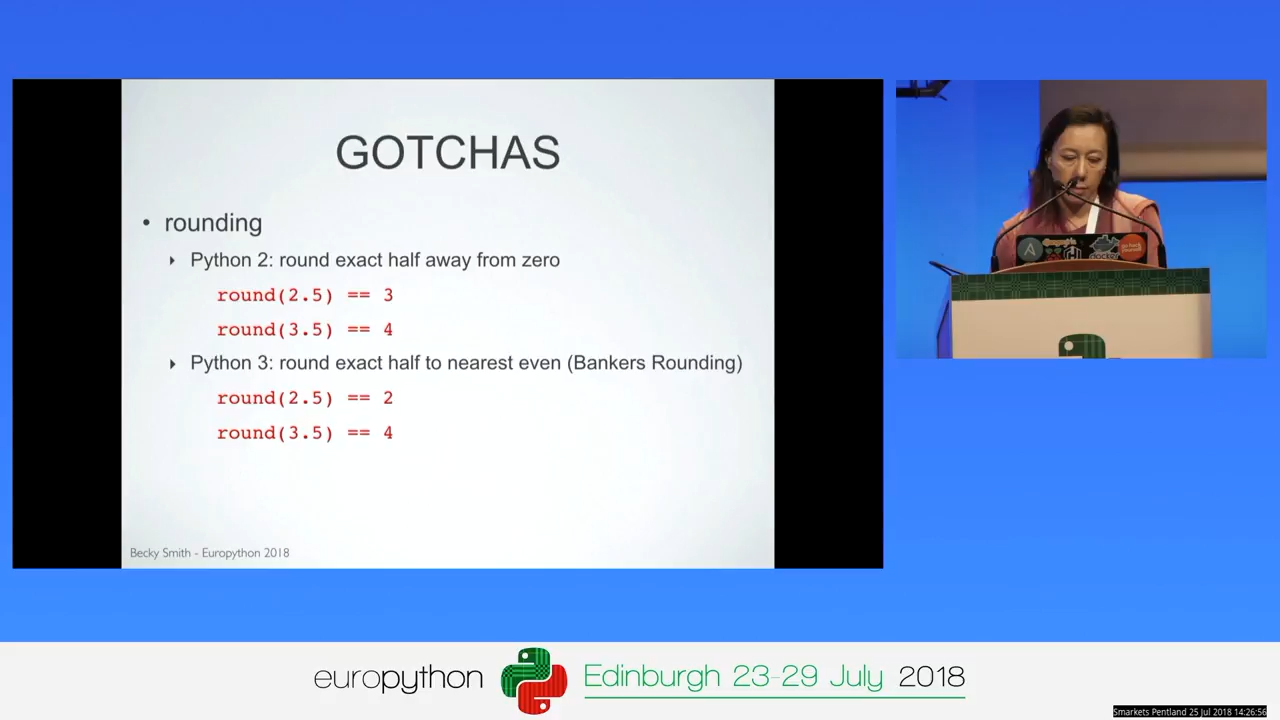 GOTCHAS
• rounding
‣ Python 2: round exact half away from zero
round(2.5) == 3
round(3.5) == 4
‣ Python 3: round exact half to nearest even (Bankers Rounding)
round(2.5) == 2
round(3.5) == 4
Becky Smith - Europython 2018
europython
Edinburgh 23-29 July 2018
Smarkets Pentland 25 Jul 2018 14:26:56